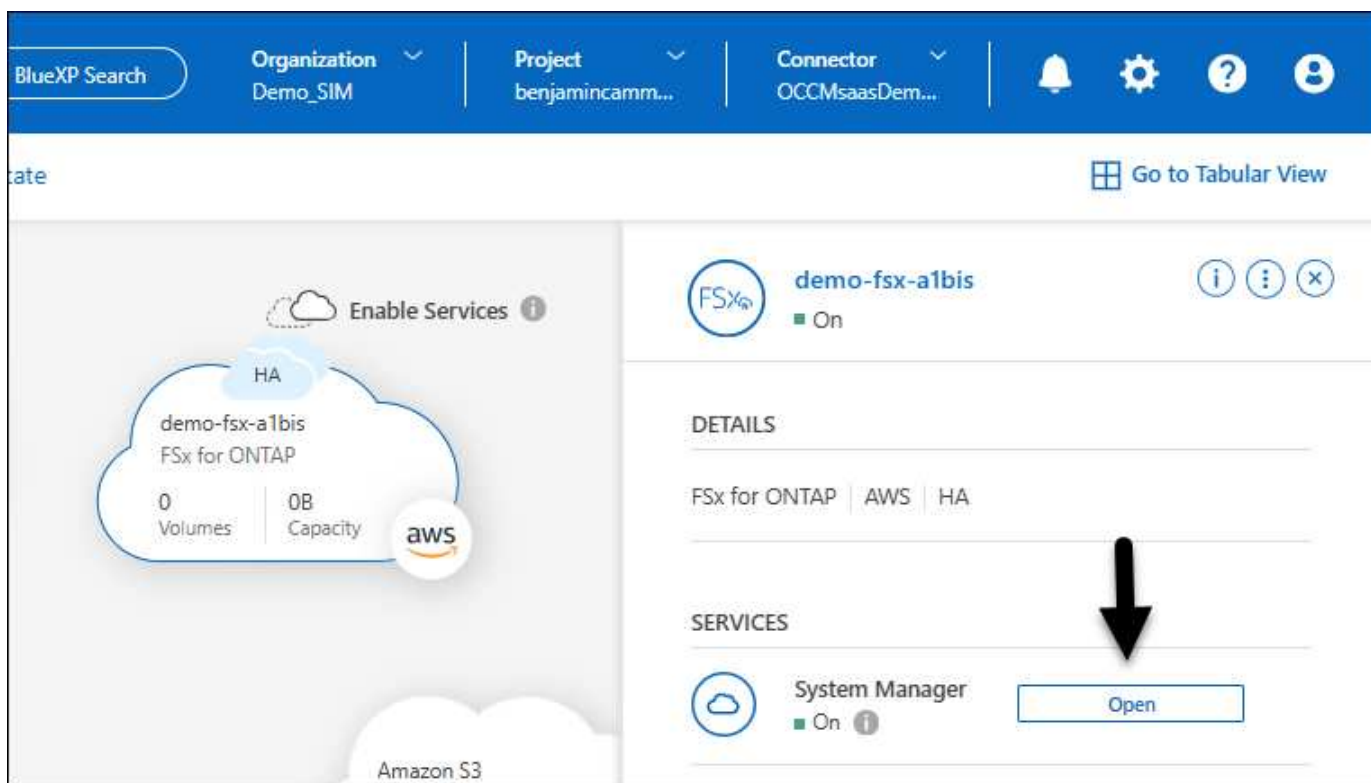 BlueXP Search
Organization
Demo_SIM
Project
benjamincamm...
Connector
OCCMsaasDem...
Go to Tabular View
Enable Services
HA
demo-fsx-a1bis
FSx for ONTAP
0
Volumes
0B
Capacity
aws
Amazon S3
FSx
demo-fsx-a1bis
On
DETAILS
FSx for ONTAP | AWS | HA
SERVICES
System Manager
On
Open